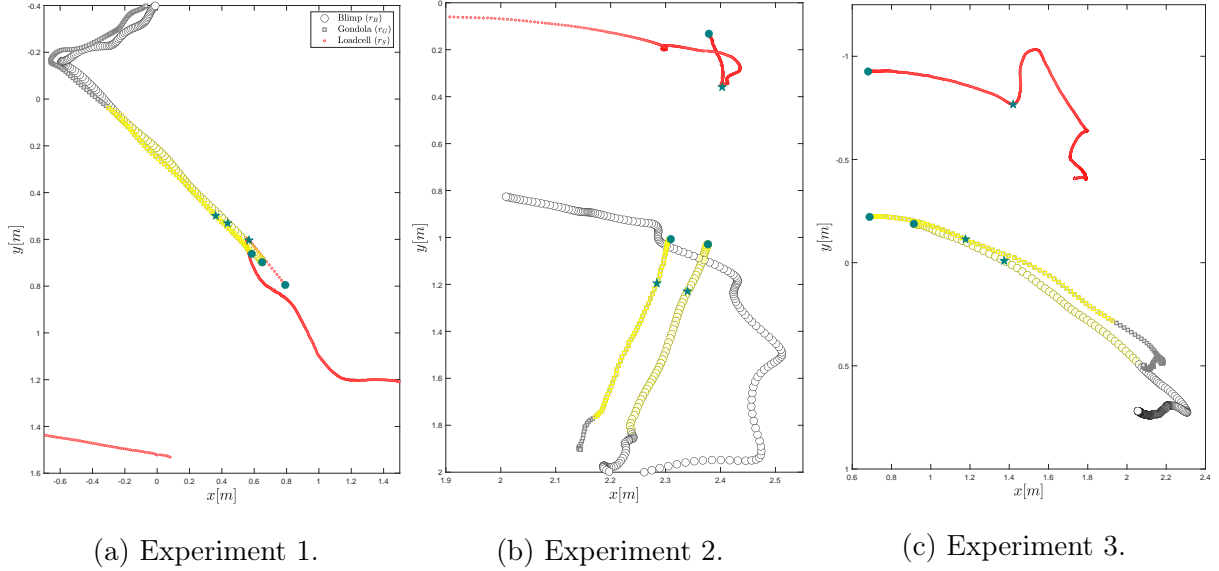 -0.4
-0.2
0
0.2
0.4
0.6
0.8
1
1.2
1.4
1.6
y[m]
-0.6 -0.4 -0.2 0 0.2 0.4 0.6 0.8 1 1.2 1.4
x[m]
Blimp (r_B)
Gondola (r_G)
Loadcell (r_S)
(a) Experiment 1.
0
0.2
0.4
0.6
0.8
1
1.2
1.4
1.6
1.8
2
y[m]
1.9 2 2.1 2.2 2.3 2.4 2.5
x[m]
(b) Experiment 2.
-1
-0.5
0
0.5
1
y[m]
0.6 0.8 1 1.2 1.4 1.6 1.8 2 2.2 2.4
x[m]
(c) Experiment 3.